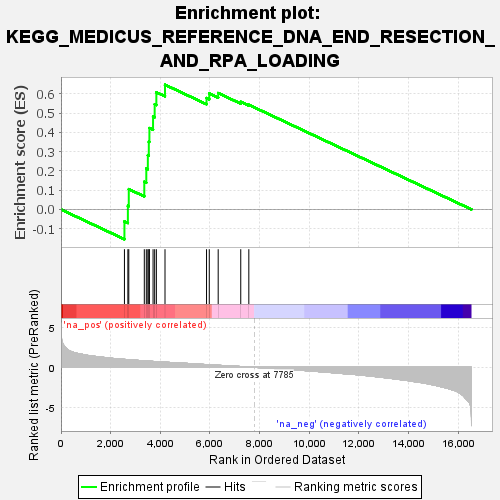 Enrichment plot:
KEGG_MEDICUS_REFERENCE_DNA_END_RESECTION_
AND_RPA_LOADING
Enrichment score (ES)
0.6
0.5
0.4
0.3
0.2
0.1
0.0
-0.1
'na_pos' (positively correlated)
Ranked list metric (PreRanked)
5
0
-5
Zero cross at 7785
'na_neg' (negatively correlated)
0 2,000 4,000 6,000 8,000 10,000 12,000 14,000 16,000
Rank in Ordered Dataset
Enrichment profile Hits Ranking metric scores